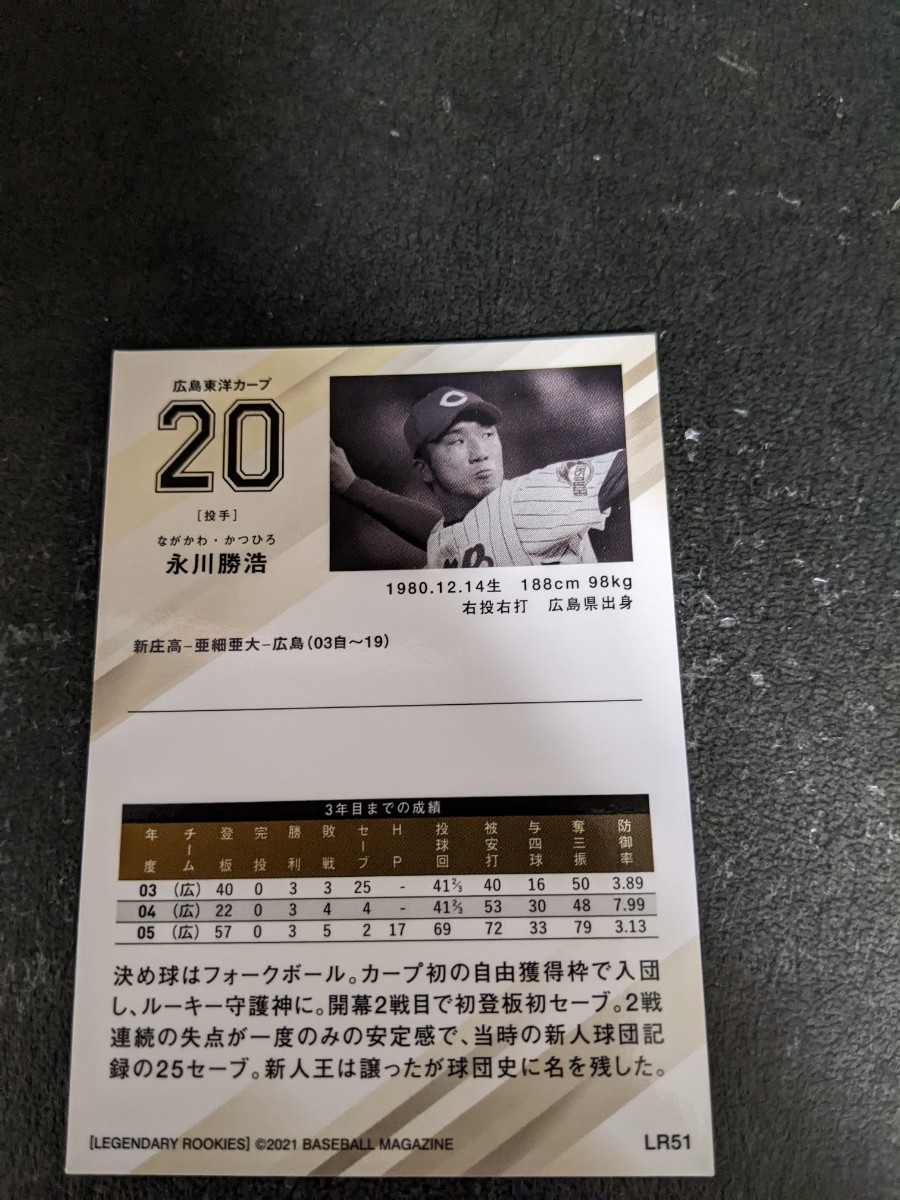 広島東洋カープ
20
[投手]
ながかわ・かつひろ
永川勝浩
1980.12.14生 188cm 98kg
右投右打 広島県出身
新庄高−亜細亜大−広島(03自〜19)
3年目までの成績
年度 チーム 登板 完投 勝利 敗戦 セーブ HP 投球回 被安打 与四球 奪三振 防御率
03 (広) 40 0 3 3 25 - 41⅔ 40 16 50 3.89
04 (広) 22 0 3 4 4 - 41⅔ 53 30 48 7.99
05 (広) 57 0 3 5 2 17 69 72 33 79 3.13
決め球はフォークボール。カープ初の自由獲得枠で入団
し、ルーキー守護神に。開幕2戦目で初登板初セーブ。2戦
連続の失点が一度のみの安定感で、当時の新人球団記
録の25セーブ。新人王は譲ったが球団史に名を残した。
[LEGENDARY ROOKIES] ©2021 BASEBALL MAGAZINE LR51